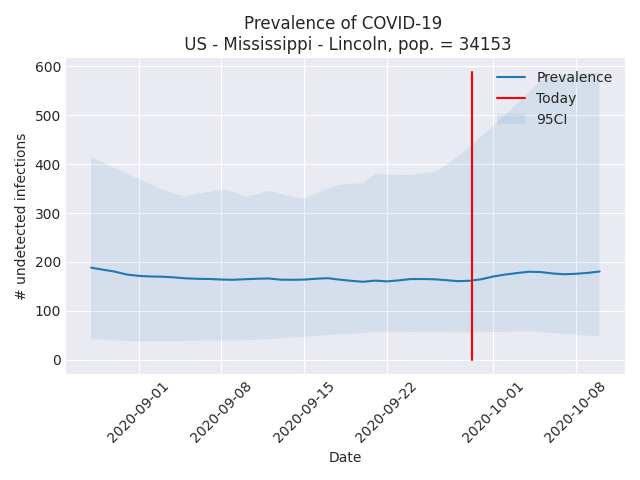 Prevalence of COVID-19
US - Mississippi - Lincoln, pop. = 34153
600
500
400
300
200
100
0
# undetected infections
Prevalence
Today
95CI
2020-09-01
2020-09-08
2020-09-15
2020-09-22
2020-10-01
2020-10-08
Date